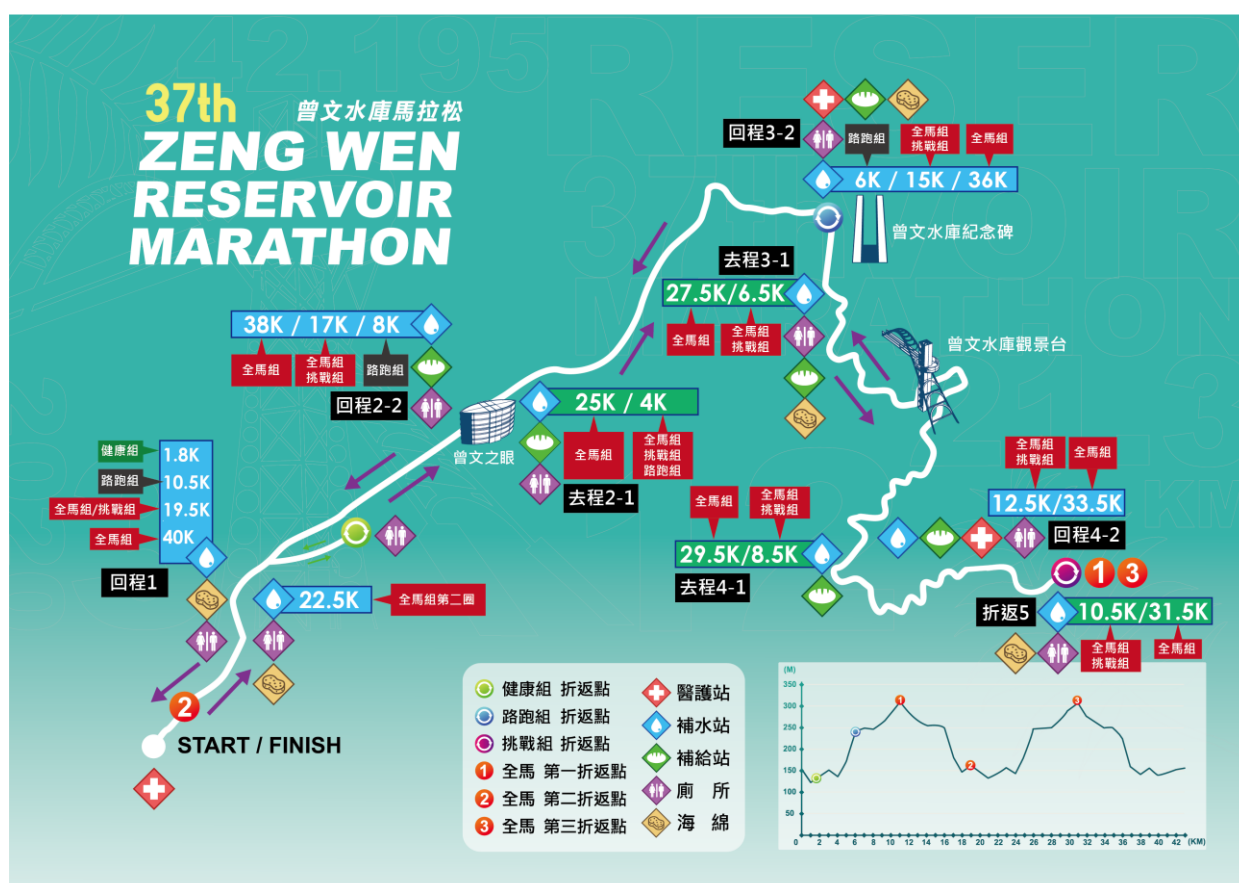 37th 曾文水庫馬拉松
ZENG WEN
RESERVOIR
MARATHON
42.195
回程3-2
路跑組
全馬組
挑戰組
全馬組
6K / 15K / 36K
曾文水庫紀念碑
去程3-1
27.5K/6.5K
全馬組
全馬組
挑戰組
曾文水庫觀景台
38K / 17K / 8K
全馬組
全馬組
挑戰組
路跑組
回程2-2
曾文之眼
25K / 4K
全馬組
全馬組
挑戰組
路跑組
去程2-1
健康組
1.8K
路跑組
10.5K
全馬組/挑戰組
19.5K
全馬組
40K
回程1
22.5K
全馬組第二圈
全馬組
全馬組
挑戰組
29.5K/8.5K
去程4-1
全馬組
挑戰組
全馬組
12.5K/33.5K
回程4-2
1 3
折返5
10.5K/31.5K
全馬組
挑戰組
全馬組
2
START / FINISH
健康組 折返點
路跑組 折返點
挑戰組 折返點
1 全馬 第一折返點
2 全馬 第二折返點
3 全馬 第三折返點
醫護站
補水站
補給站
廁 所
海 綿
(M)
350
300
250
200
150
100
50
0 2 4 6 8 10 12 14 16 18 20 22 24 26 28 30 32 34 36 38 40 42 (KM)
1
2
3